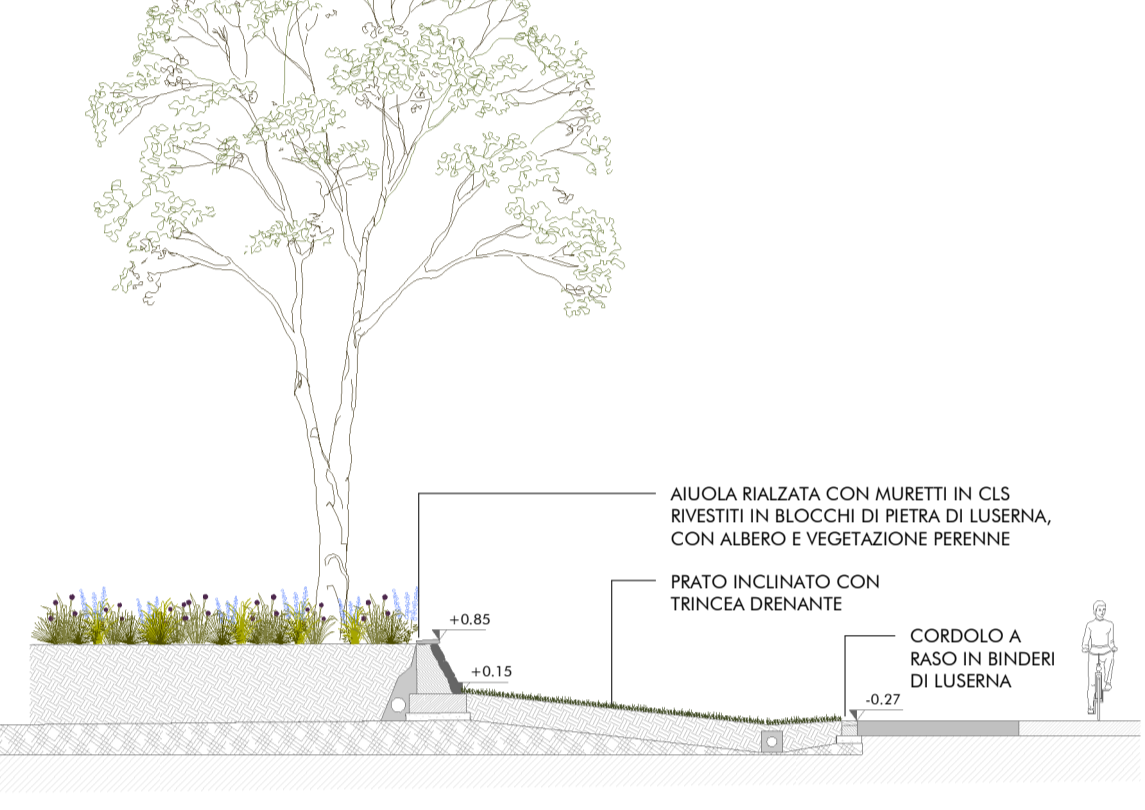 AIUOLA RIALZATA CON MURETTI IN CLS
RIVESTITI IN BLOCCHI DI PIETRA DI LUSERNA,
CON ALBERO E VEGETAZIONE PERENNE
PRATO INCLINATO CON
TRINCEA DRENANTE
+0.85
CORDOLO A
RASO IN BINDERI
DI LUSERNA
+0.15
-0.27